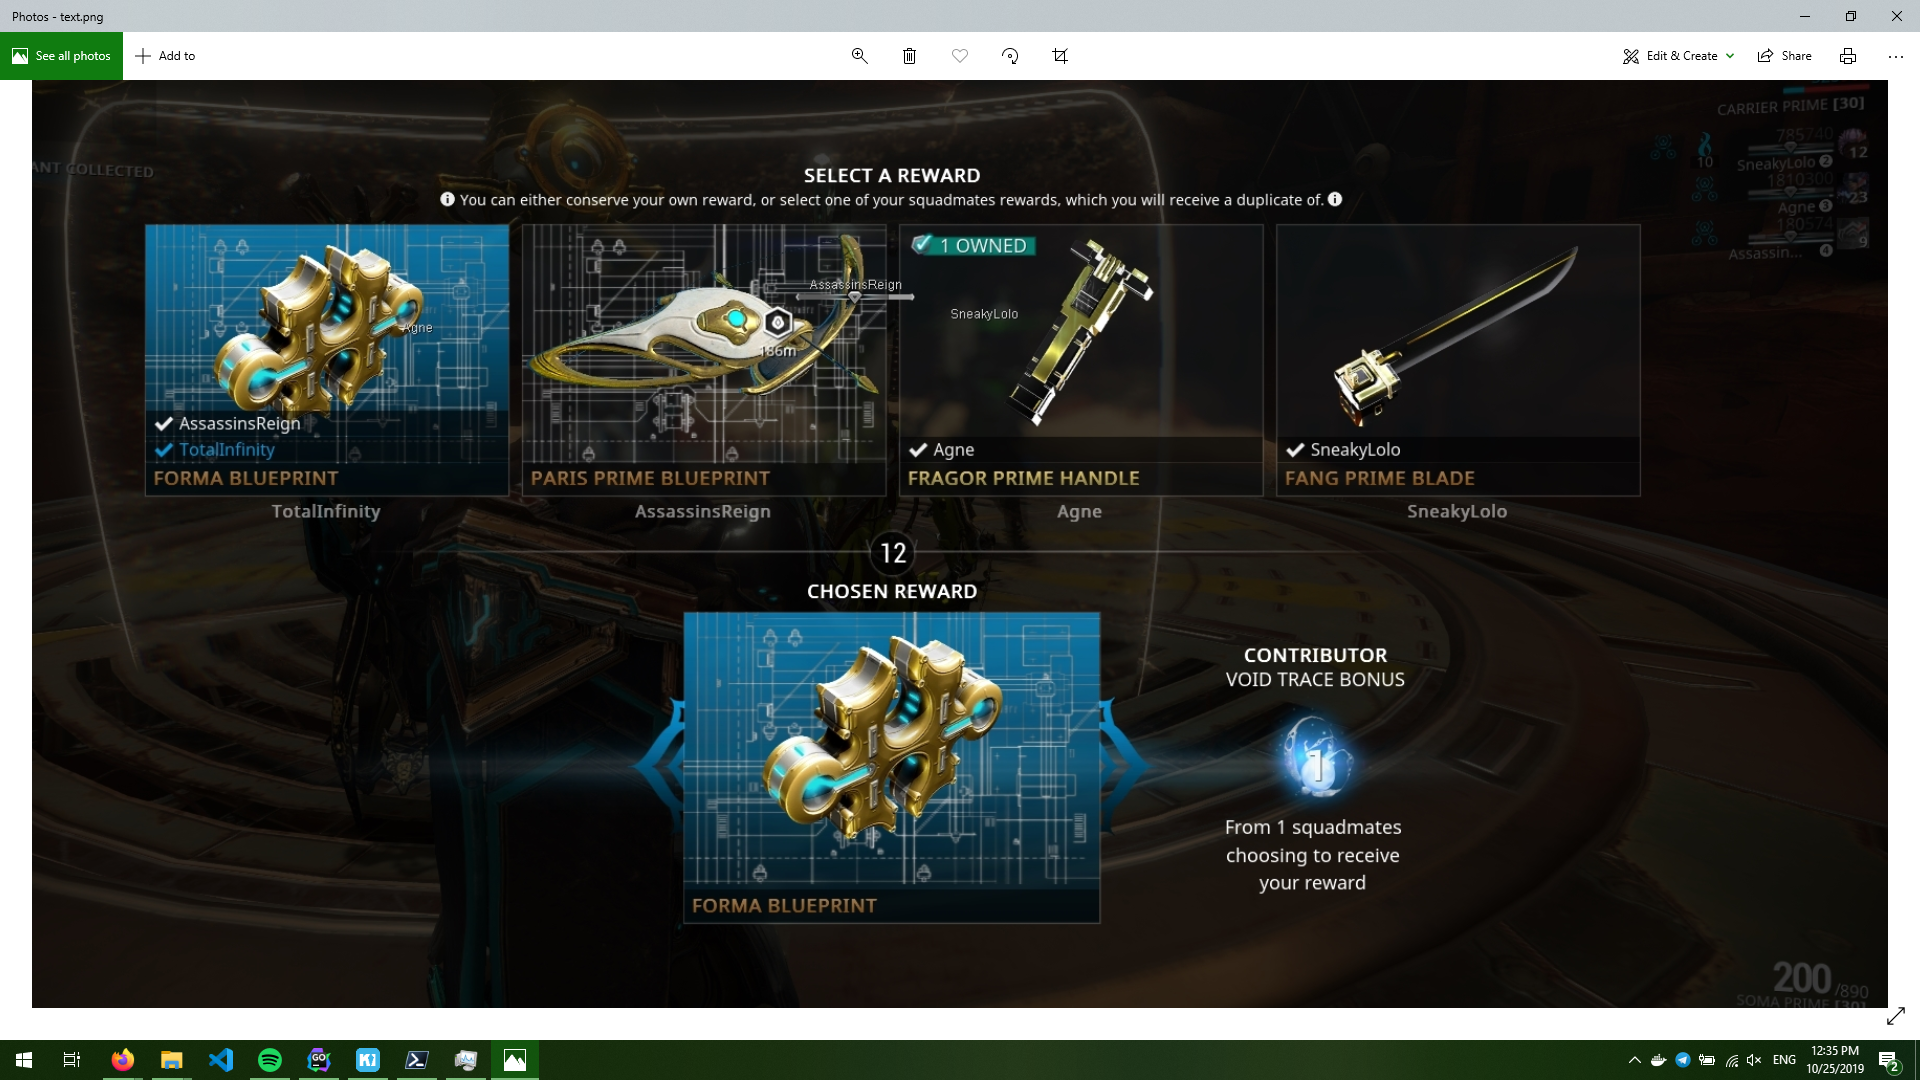 Photos - text.png
See all photos
Add to
Edit & Create
Share
CARRIER PRIME [30]
ANT COLLECTED
785740
10
12
SneakyLolo 2
1810300
23
Agne 3
180574
9
Assassin... 4
SELECT A REWARD
You can either conserve your own reward, or select one of your squadmates rewards, which you will receive a duplicate of.
1 OWNED
AssassinsReign
SneakyLolo
Agne
186m
AssassinsReign
TotalInfinity
FORMA BLUEPRINT
PARIS PRIME BLUEPRINT
Agne
FRAGOR PRIME HANDLE
SneakyLolo
FANG PRIME BLADE
TotalInfinity
AssassinsReign
Agne
SneakyLolo
12
CHOSEN REWARD
FORMA BLUEPRINT
CONTRIBUTOR
VOID TRACE BONUS
1
From 1 squadmates
choosing to receive
your reward
200/890
SOMA PRIME [30]
GO
ENG
12:35 PM
10/25/2019
2